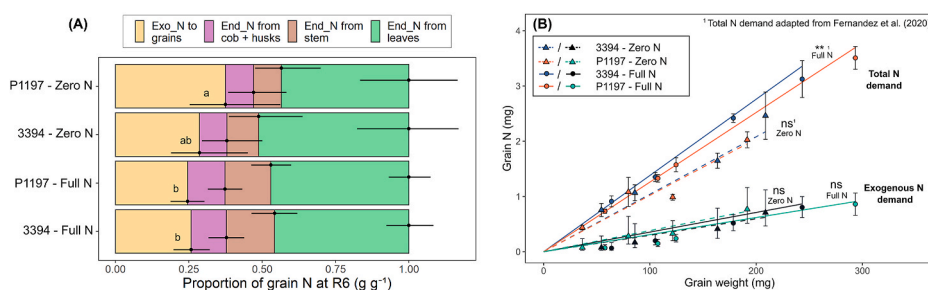 (A)
Exo_N to grains
End_N from cob + husks
End_N from stem
End_N from leaves
P1197 - Zero N
a
3394 - Zero N
ab
P1197 - Full N
b
3394 - Full N
b
0.00 0.25 0.50 0.75 1.00
Proportion of grain N at R6 (g g⁻¹)
(B)
¹ Total N demand adapted from Fernandez et al. (2020)
/ 3394 - Zero N
/ P1197 - Zero N
/ 3394 - Full N
/ P1197 - Full N
** ¹
Full N
Total N
demand
ns¹
Zero N
ns
Zero N
ns
Full N
Exogenous N
demand
4
3
2
1
0
Grain N (mg)
0 100 200 300
Grain weight (mg)